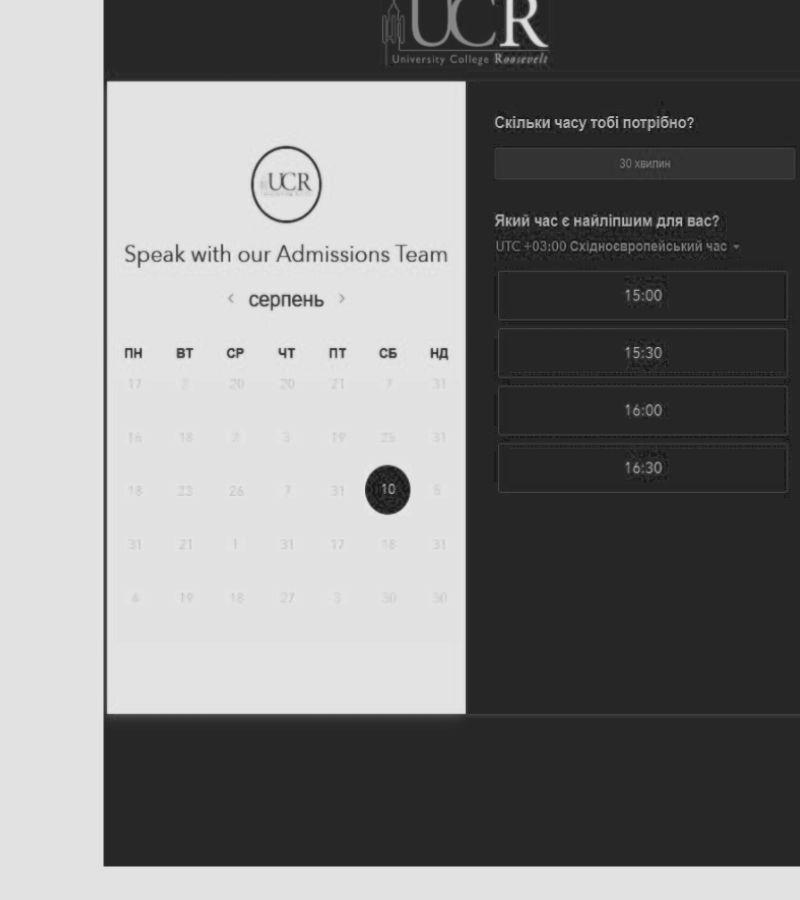 UCR
University College Roosevelt
UCR
Speak with our Admissions Team
серпень
ПН ВТ СР ЧТ ПТ СБ НД
17 2 20 20 21 7 31
16 18 3 19 25 31
18 23 26 7 31 10
31 21 1 31 17 18 31
4 19 18 27 3 30 30
Скільки часу тобі потрібно?
30 хвилин
Який час є найліпшим для вас?
UTC +03:00 Східноєвропейський час
15:00
15:30
16:00
16:30